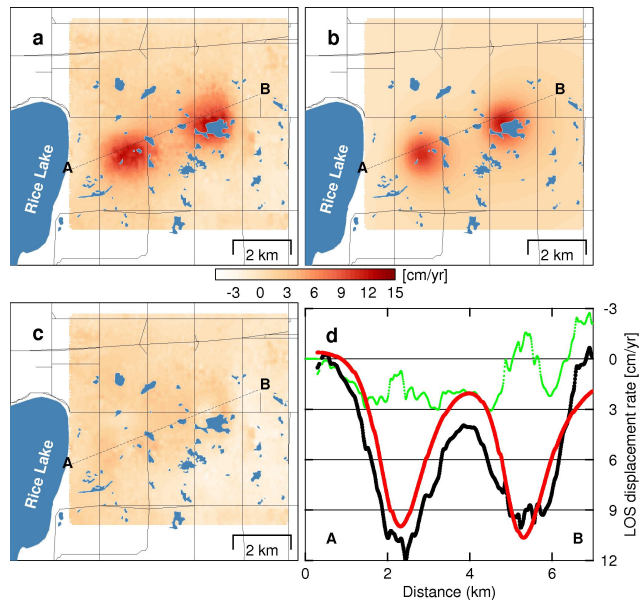 a
B
A
Rice Lake
2 km
b
B
A
Rice Lake
2 km
[cm/yr]
-3 0 3 6 9 12 15
c
B
A
Rice Lake
2 km
d
-3
0
3
6
9
12
LOS displacement rate [cm/yr]
A
B
0 2 4 6
Distance (km)